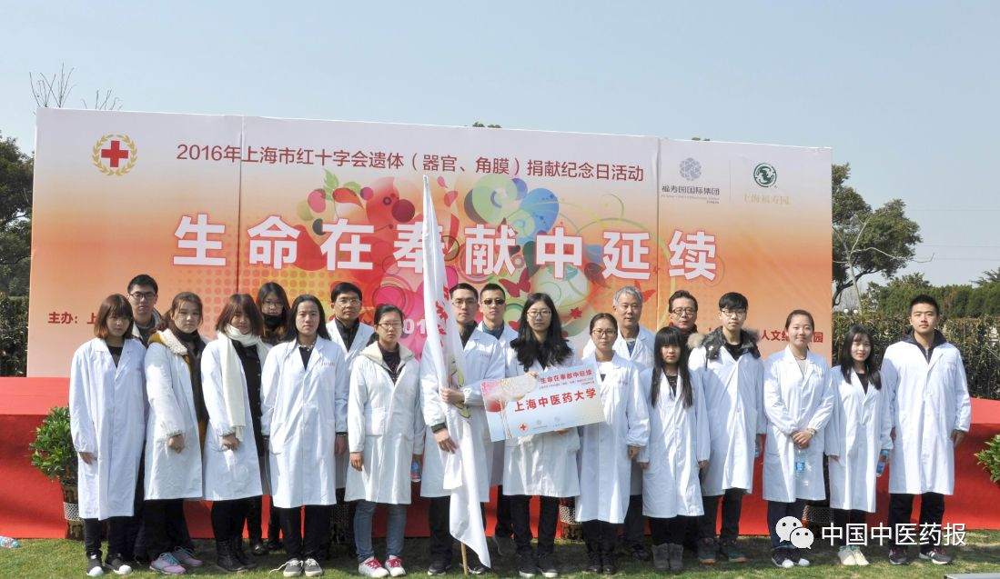 2016年上海市红十字会遗体（器官、角膜）捐献纪念日活动
福寿园国际集团
上海福寿园
生命在奉献中延续
主办：上
人文纪
园
生命在奉献中延续
上海中医药大学
中国中医药报